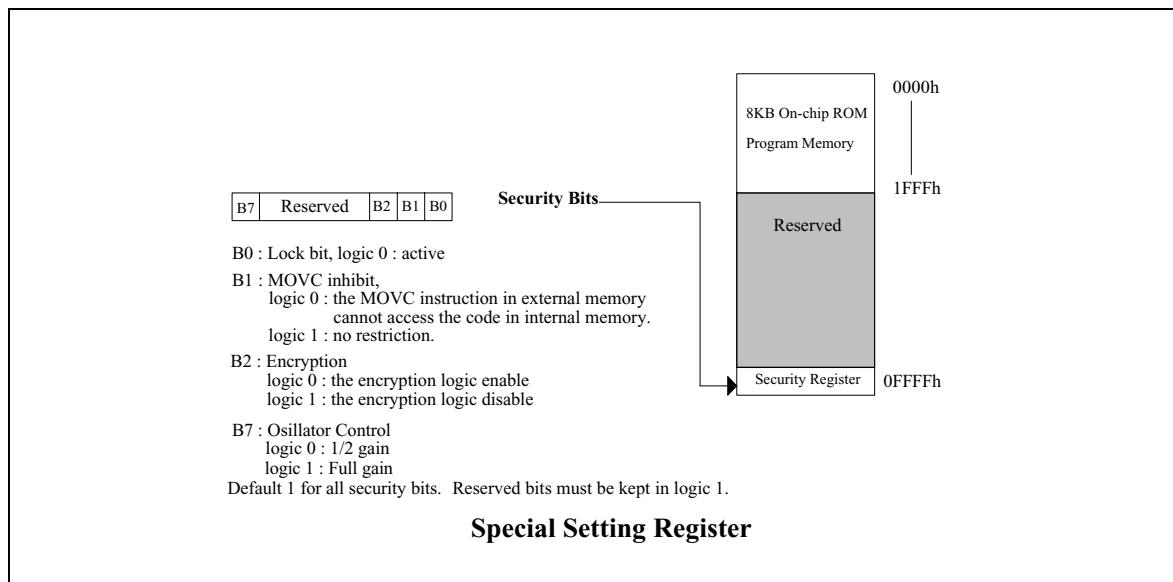 0000h
8KB On-chip ROM
Program Memory
1FFFh
B7 Reserved B2 B1 B0
Security Bits
Reserved
B0 : Lock bit, logic 0 : active
B1 : MOVC inhibit,
logic 0 : the MOVC instruction in external memory
cannot access the code in internal memory.
logic 1 : no restriction.
B2 : Encryption
logic 0 : the encryption logic enable
logic 1 : the encryption logic disable
Security Register
0FFFFh
B7 : Osillator Control
logic 0 : 1/2 gain
logic 1 : Full gain
Default 1 for all security bits. Reserved bits must be kept in logic 1.
Special Setting Register